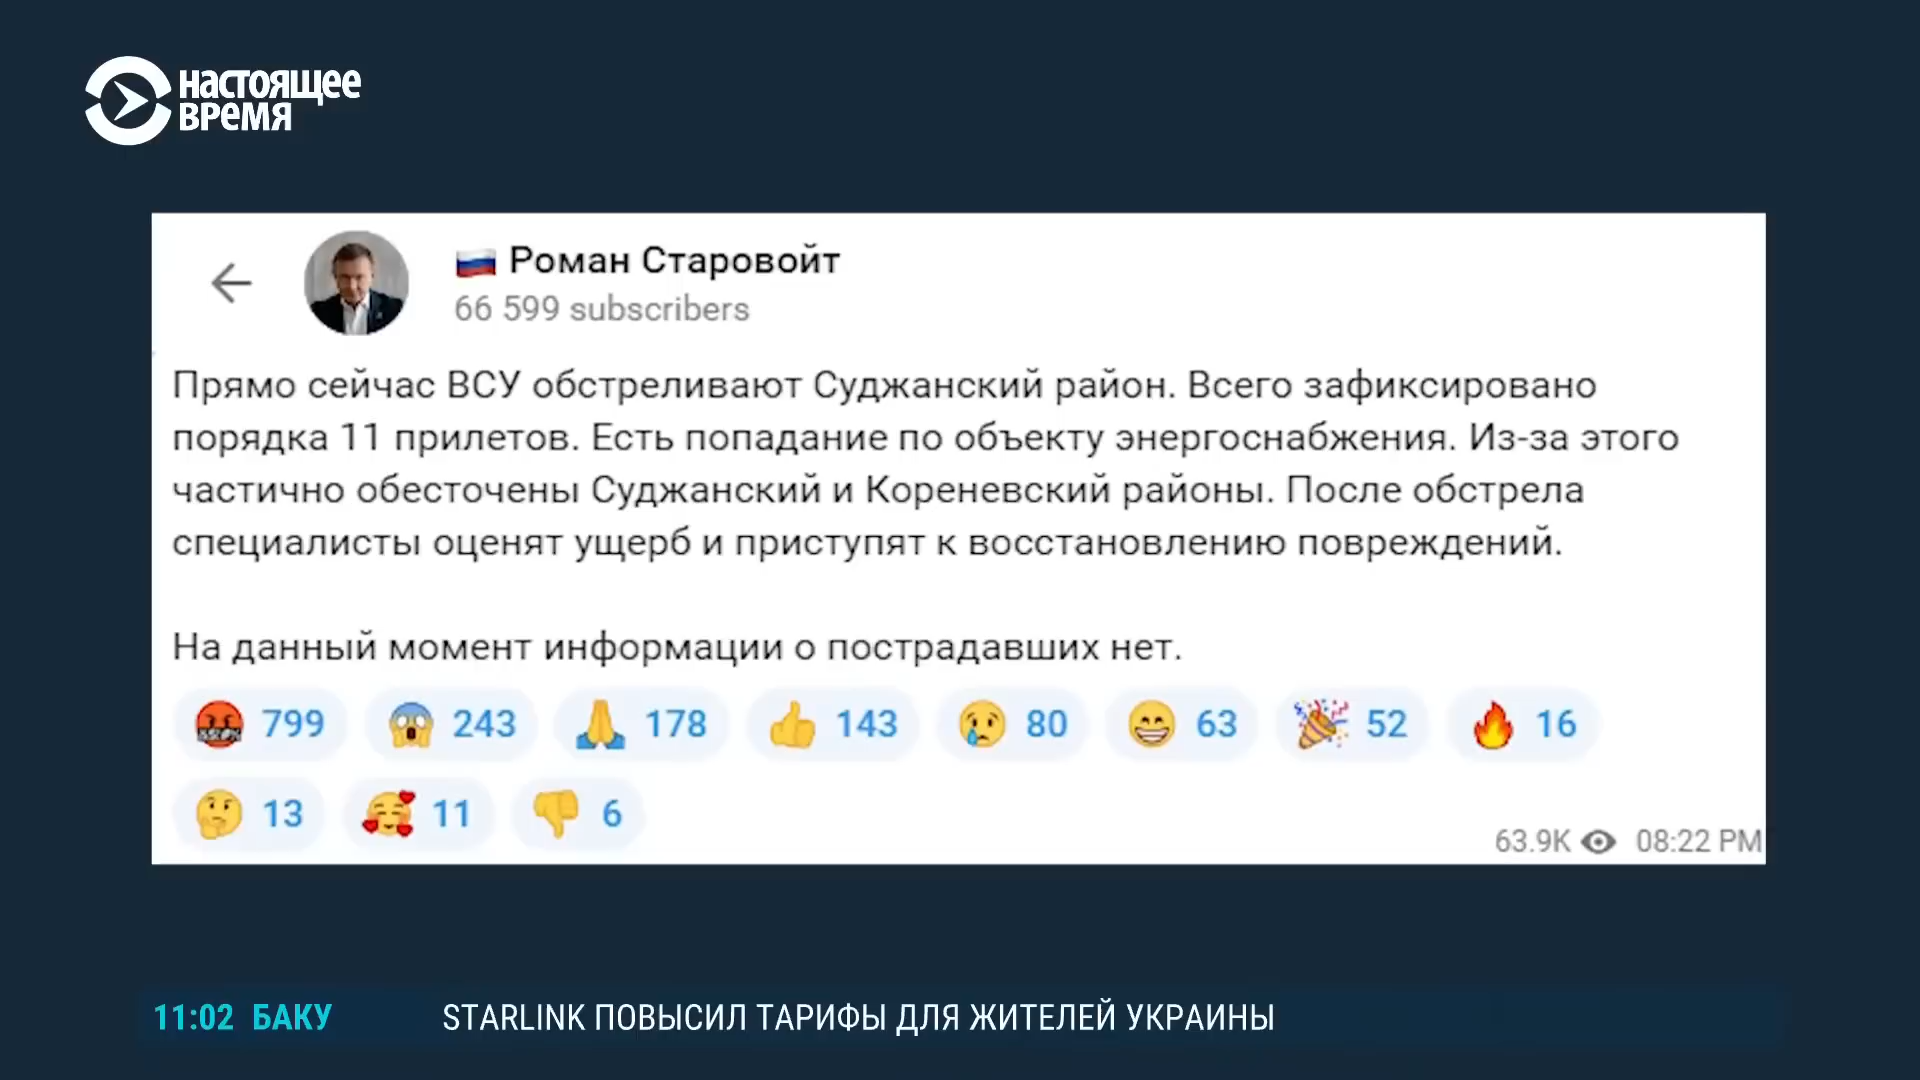 НАСТОЯЩЕЕ
ВРЕМЯ
Роман Старовойт
66 599 subscribers
Прямо сейчас ВСУ обстреливают Суджанский район. Всего зафиксировано
порядка 11 прилетов. Есть попадание по объекту энергоснабжения. Из-за этого
частично обесточены Суджанский и Кореневский районы. После обстрела
специалисты оценят ущерб и приступят к восстановлению повреждений.
На данный момент информации о пострадавших нет.
799 243 178 143 80 63 52 16
13 11 6
63.9K 08:22 PM
11:02 БАКУ STARLINK ПОВЫСИЛ ТАРИФЫ ДЛЯ ЖИТЕЛЕЙ УКРАИНЫ